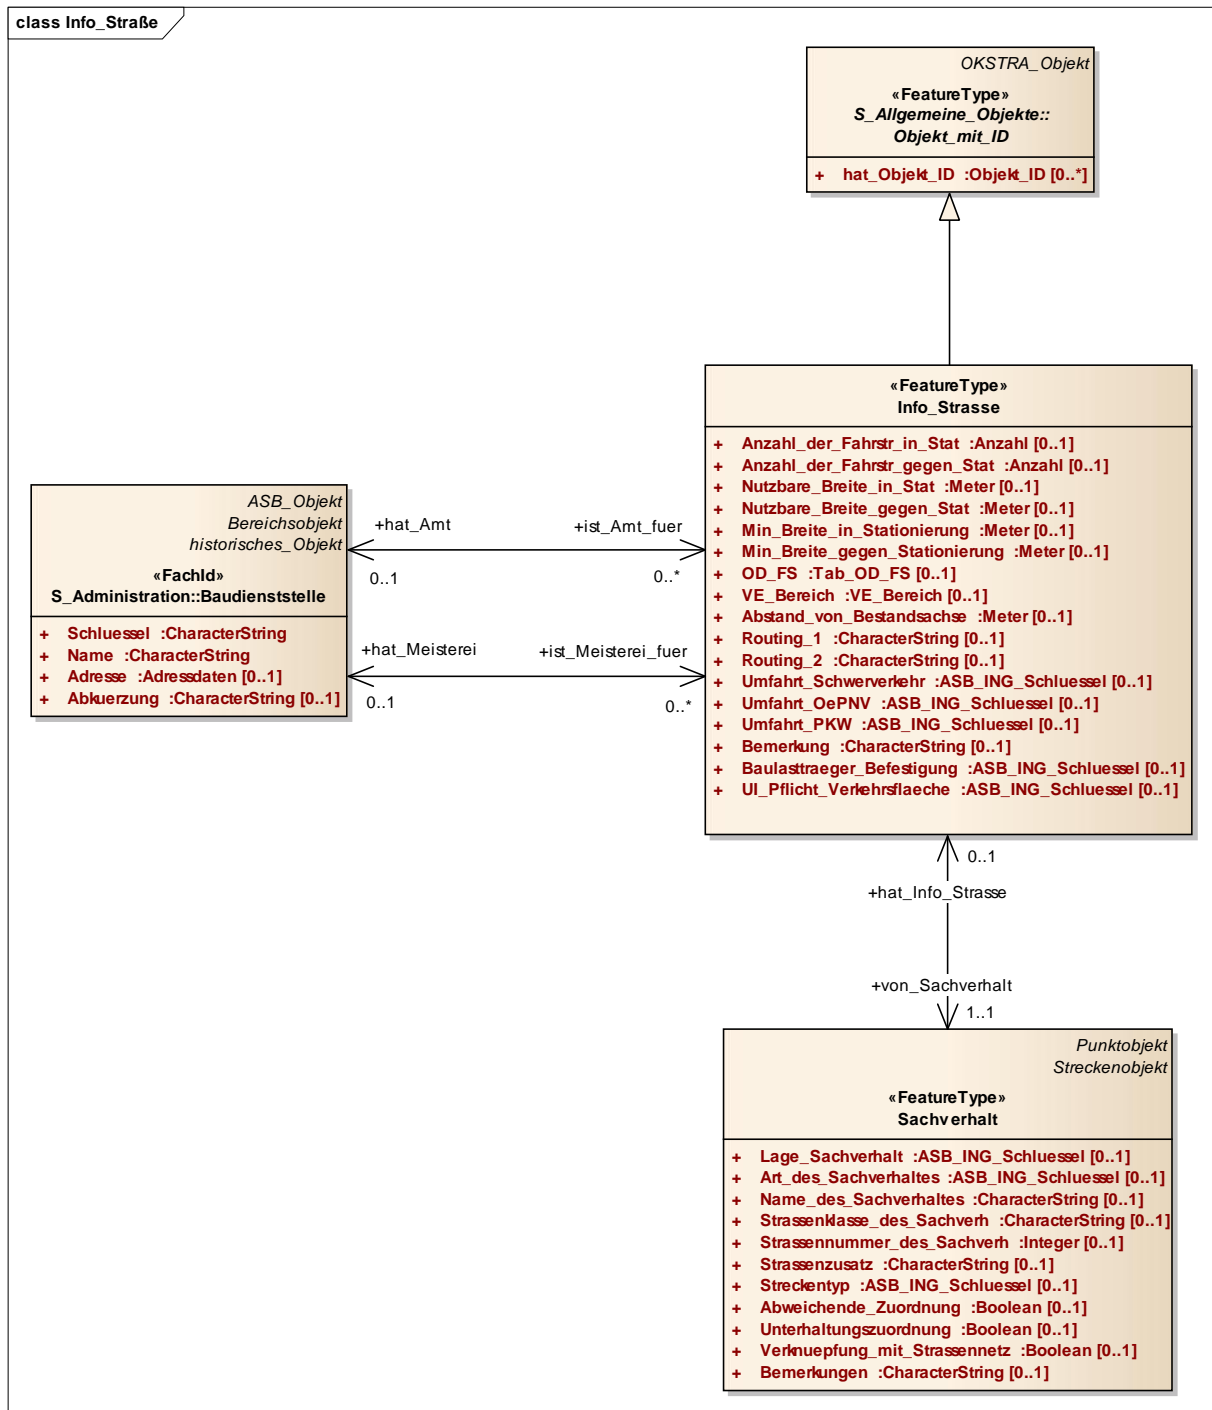 class Info_Straße
OKSTRA_Objekt
«FeatureType»
S_Allgemeine_Objekte::
Objekt_mit_ID
+ hat_Objekt_ID :Objekt_ID [0..*]
«FeatureType»
Info_Strasse
+ Anzahl_der_Fahrstr_in_Stat :Anzahl [0..1]
+ Anzahl_der_Fahrstr_gegen_Stat :Anzahl [0..1]
+ Nutzbare_Breite_in_Stat :Meter [0..1]
+ Nutzbare_Breite_gegen_Stat :Meter [0..1]
+ Min_Breite_in_Stationierung :Meter [0..1]
+ Min_Breite_gegen_Stationierung :Meter [0..1]
+ OD_FS :Tab_OD_FS [0..1]
+ VE_Bereich :VE_Bereich [0..1]
+ Abstand_von_Bestandsachse :Meter [0..1]
+ Routing_1 :CharacterString [0..1]
+ Routing_2 :CharacterString [0..1]
+ Umfahrt_Schwerverkehr :ASB_ING_Schluessel [0..1]
+ Umfahrt_OePNV :ASB_ING_Schluessel [0..1]
+ Umfahrt_PKW :ASB_ING_Schluessel [0..1]
+ Bemerkung :CharacterString [0..1]
+ Baulasttraeger_Befestigung :ASB_ING_Schluessel [0..1]
+ UI_Pflicht_Verkehrsflaeche :ASB_ING_Schluessel [0..1]
ASB_Objekt
Bereichsobjekt
historisches_Objekt
«FachId»
S_Administration::Baudienststelle
+ Schluessel :CharacterString
+ Name :CharacterString
+ Adresse :Adressdaten [0..1]
+ Abkuerzung :CharacterString [0..1]
+hat_Amt
+ist_Amt_fuer
0..1
0..*
+hat_Meisterei
+ist_Meisterei_fuer
0..1
0..*
0..1
+hat_Info_Strasse
+von_Sachverhalt
1..1
Punktobjekt
Streckenobjekt
«FeatureType»
Sachverhalt
+ Lage_Sachverhalt :ASB_ING_Schluessel [0..1]
+ Art_des_Sachverhaltes :ASB_ING_Schluessel [0..1]
+ Name_des_Sachverhaltes :CharacterString [0..1]
+ Strassenklasse_des_Sachverh :CharacterString [0..1]
+ Strassennummer_des_Sachverh :Integer [0..1]
+ Strassenzusatz :CharacterString [0..1]
+ Streckentyp :ASB_ING_Schluessel [0..1]
+ Abweichende_Zuordnung :Boolean [0..1]
+ Unterhaltungszuordnung :Boolean [0..1]
+ Verknuepfung_mit_Strassennetz :Boolean [0..1]
+ Bemerkungen :CharacterString [0..1]